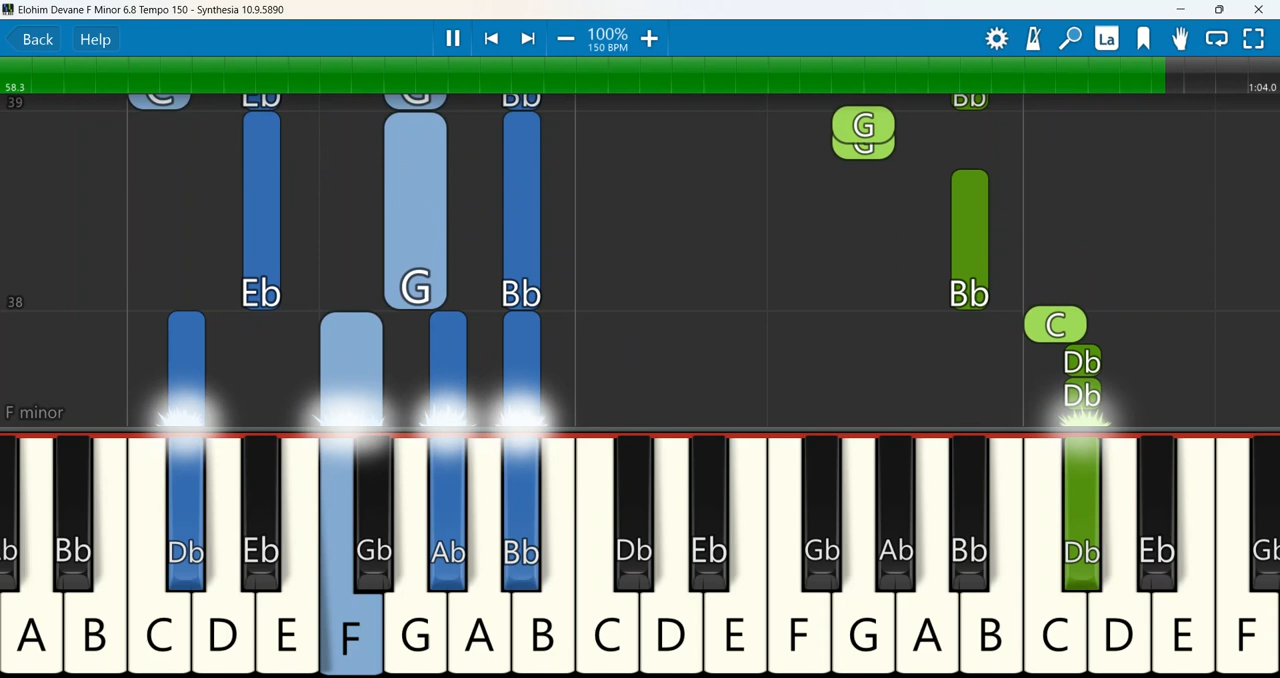 Elohim Devane F Minor 6.8 Tempo 150 - Synthesia 10.9.5890
Back Help 100% La
150 BPM
58.3 1:04.0
39 C Eb G Bb Bb
G
G
38 Eb G Bb Bb
C
Db
F minor Db
Bb Db Eb Gb Ab Bb Db Eb Gb Ab Bb Db Eb
A B C D E F G A B C D E F G A B C D E F